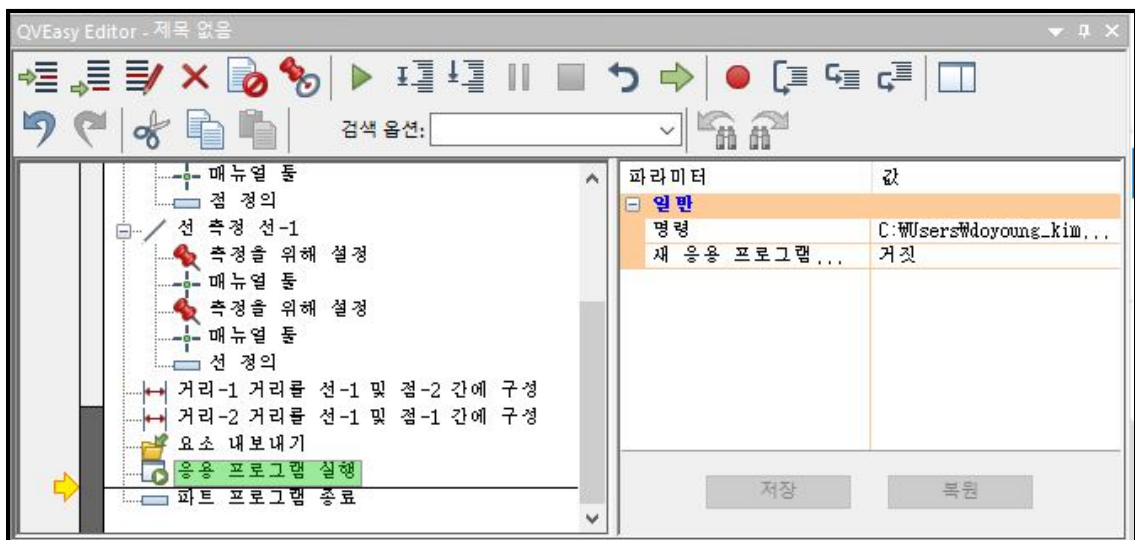 QVEasy Editor - 제목 없음
검색 옵션:
매뉴얼 툴
점 정의
선 측정 선-1
측정을 위해 설정
매뉴얼 툴
측정을 위해 설정
매뉴얼 툴
선 정의
거리-1 거리를 선-1 및 점-2 간에 구성
거리-2 거리를 선-1 및 점-1 간에 구성
요소 내보내기
응용 프로그램 실행
파트 프로그램 종료
파라미터 값
일반
명령 C:₩Users₩doyoung_kim...
새 응용 프로그램... 거짓
저장 복원